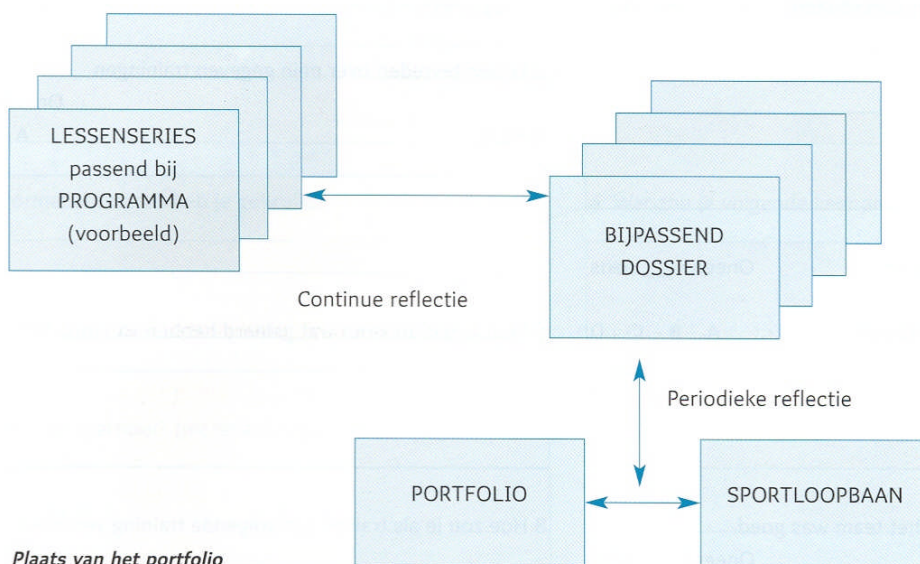 LESSENSERIES
passend bij
PROGRAMMA
(voorbeeld)
BIJPASSEND
DOSSIER
Continue reflectie
Periodieke reflectie
PORTFOLIO
SPORTLOOPBAAN
Plaats van het portfolio